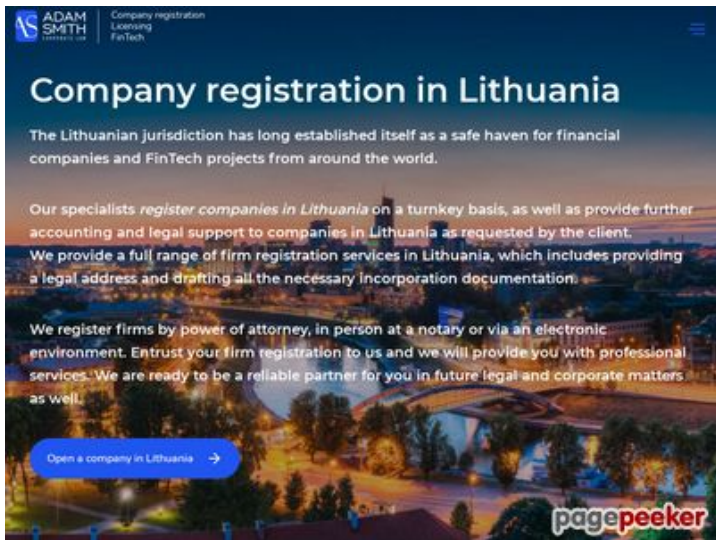 ADAM
SMITH
CORPORATE LAW
Company registration
Licensing
FinTech
Company registration in Lithuania
The Lithuanian jurisdiction has long established itself as a safe haven for financial
companies and FinTech projects from around the world.
Our specialists register companies in Lithuania on a turnkey basis, as well as provide further
accounting and legal support to companies in Lithuania as requested by the client.
We provide a full range of firm registration services in Lithuania, which includes providing
a legal address and drafting all the necessary incorporation documentation.
We register firms by power of attorney, in person at a notary or via an electronic
environment. Entrust your firm registration to us and we will provide you with professional
services. We are ready to be a reliable partner for you in future legal and corporate matters
as well.
Open a company in Lithuania
pagepeeker